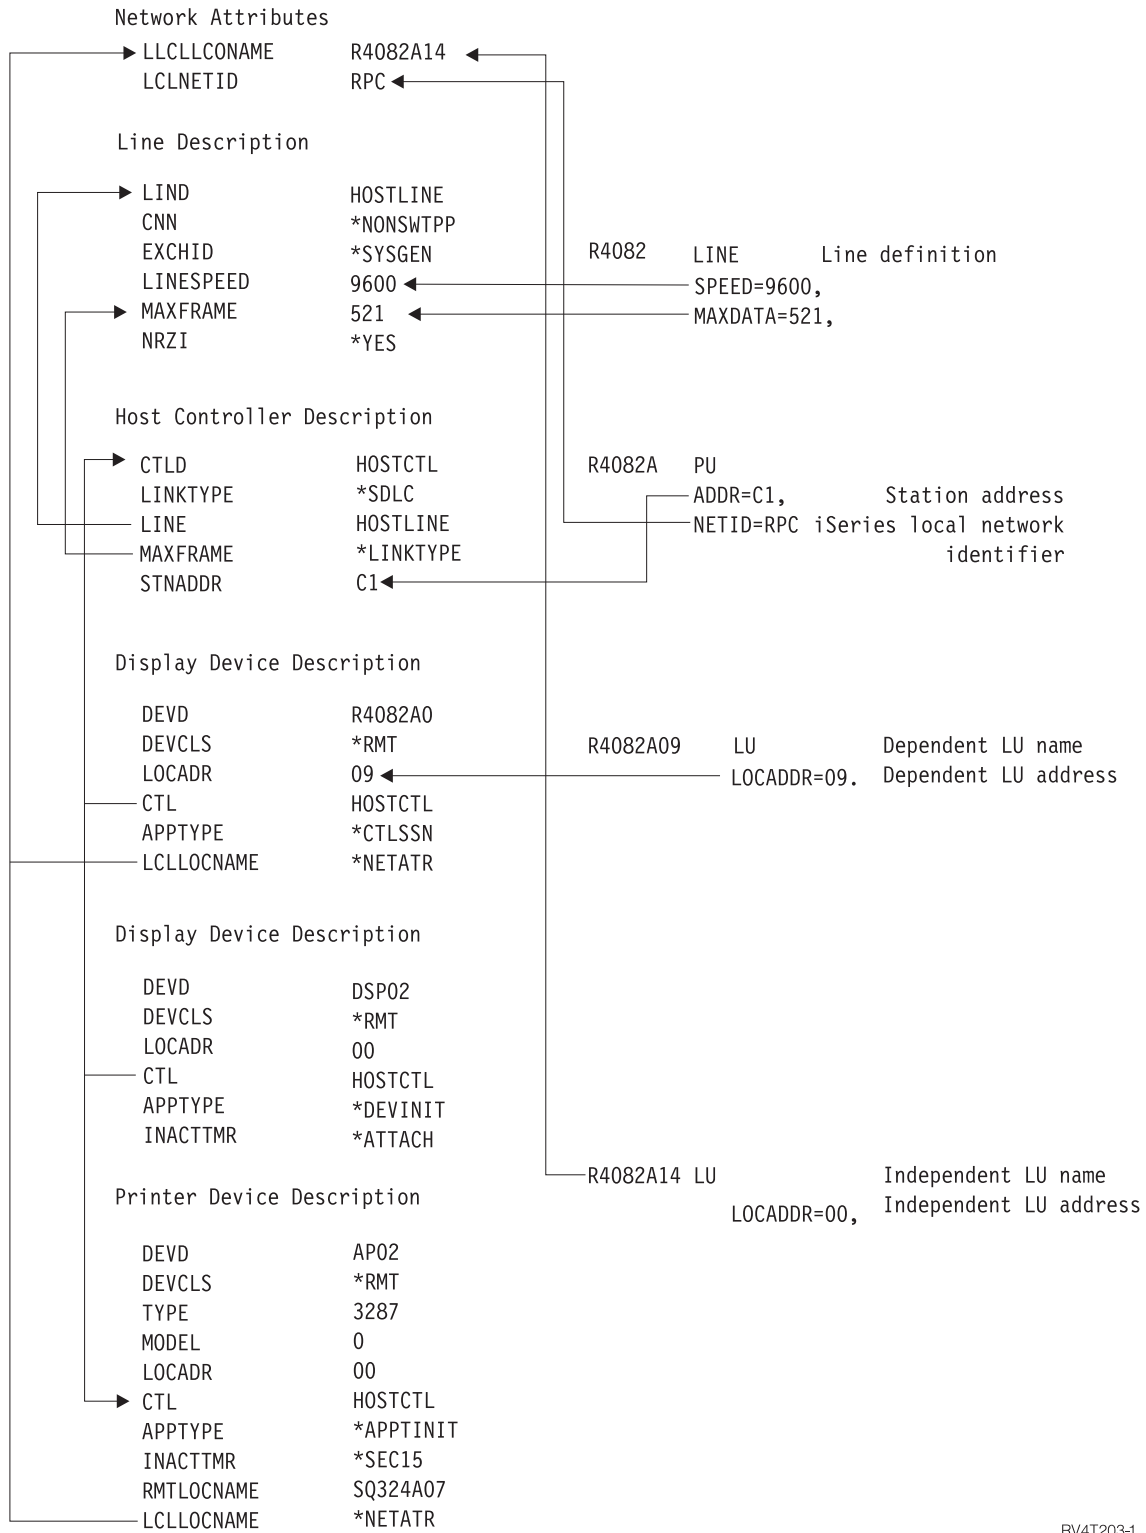 Network Attributes
LLCLLCONAME R4082A14
LCLNETID RPC
Line Description
LIND HOSTLINE
CNN *NONSWTPP
EXCHID *SYSGEN R4082 LINE Line definition
LINESPEED 9600 SPEED=9600,
MAXFRAME 521 MAXDATA=521,
NRZI *YES
Host Controller Description
CTLD HOSTCTL R4082A PU
LINKTYPE *SDLC ADDR=C1, Station address
LINE HOSTLINE NETID=RPC iSeries local network
MAXFRAME *LINKTYPE identifier
STNADDR C1
Display Device Description
DEVD R4082A0
DEVCLS *RMT R4082A09 LU Dependent LU name
LOCADR 09 LOCADDR=09. Dependent LU address
CTL HOSTCTL
APPTYPE *CTLSSN
LCLLOCNAME *NETATR
Display Device Description
DEVD DSP02
DEVCLS *RMT
LOCADR 00
CTL HOSTCTL
APPTYPE *DEVINIT
INACTTMR *ATTACH
R4082A14 LU Independent LU name
Printer Device Description
LOCADDR=00, Independent LU address
DEVD AP02
DEVCLS *RMT
TYPE 3287
MODEL 0
LOCADR 00
CTL HOSTCTL
APPTYPE *APPTINIT
INACTTMR *SEC15
RMTLOCNAME SQ324A07
LCLLOCNAME *NETATR
RV4T203-1